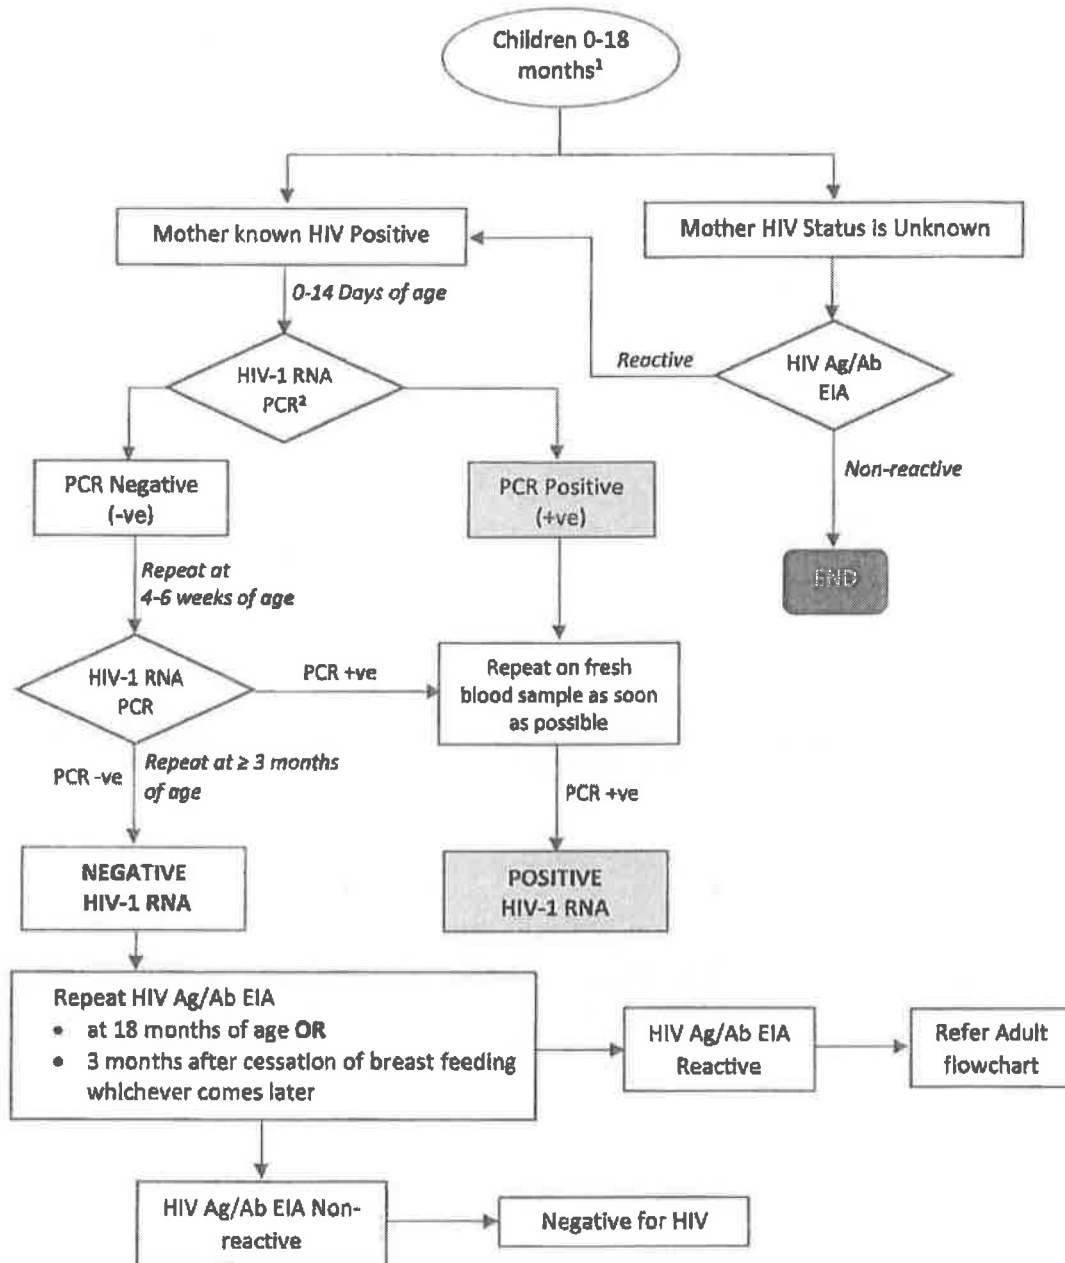 Children 0-18
months¹
Mother known HIV Positive
Mother HIV Status is Unknown
0-14 Days of age
HIV-1 RNA
PCR²
Reactive
HIV Ag/Ab
EIA
PCR Negative
(-ve)
PCR Positive
(+ve)
Non-reactive
END
Repeat at
4-6 weeks of age
HIV-1 RNA
PCR
PCR +ve
Repeat on fresh
blood sample as soon
as possible
PCR -ve
Repeat at ≥ 3 months
of age
PCR +ve
NEGATIVE
HIV-1 RNA
POSITIVE
HIV-1 RNA
Repeat HIV Ag/Ab EIA
• at 18 months of age OR
• 3 months after cessation of breast feeding
whichever comes later
HIV Ag/Ab EIA
Reactive
Refer Adult
flowchart
HIV Ag/Ab EIA Non-
reactive
Negative for HIV